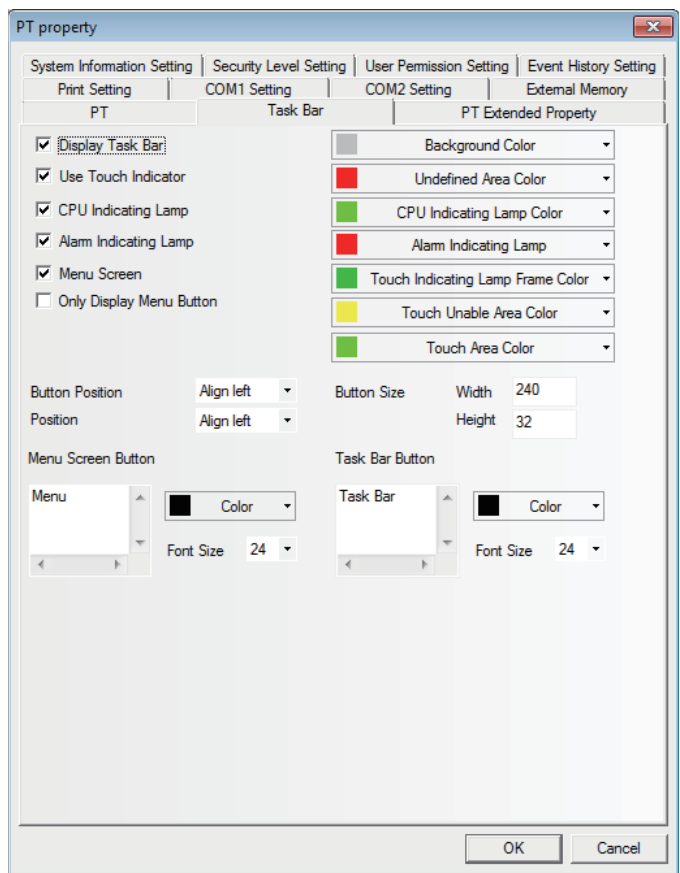 PT property
System Information Setting Security Level Setting User Permission Setting Event History Setting
Print Setting COM1 Setting COM2 Setting External Memory
PT Task Bar PT Extended Property
Display Task Bar Background Color
Use Touch Indicator Undefined Area Color
CPU Indicating Lamp CPU Indicating Lamp Color
Alarm Indicating Lamp Alarm Indicating Lamp
Menu Screen Touch Indicating Lamp Frame Color
Only Display Menu Button Touch Unable Area Color
Touch Area Color
Button Position Align left Button Size Width 240
Position Align left Height 32
Menu Screen Button Task Bar Button
Menu Color Task Bar Color
Font Size 24 Font Size 24
OK Cancel